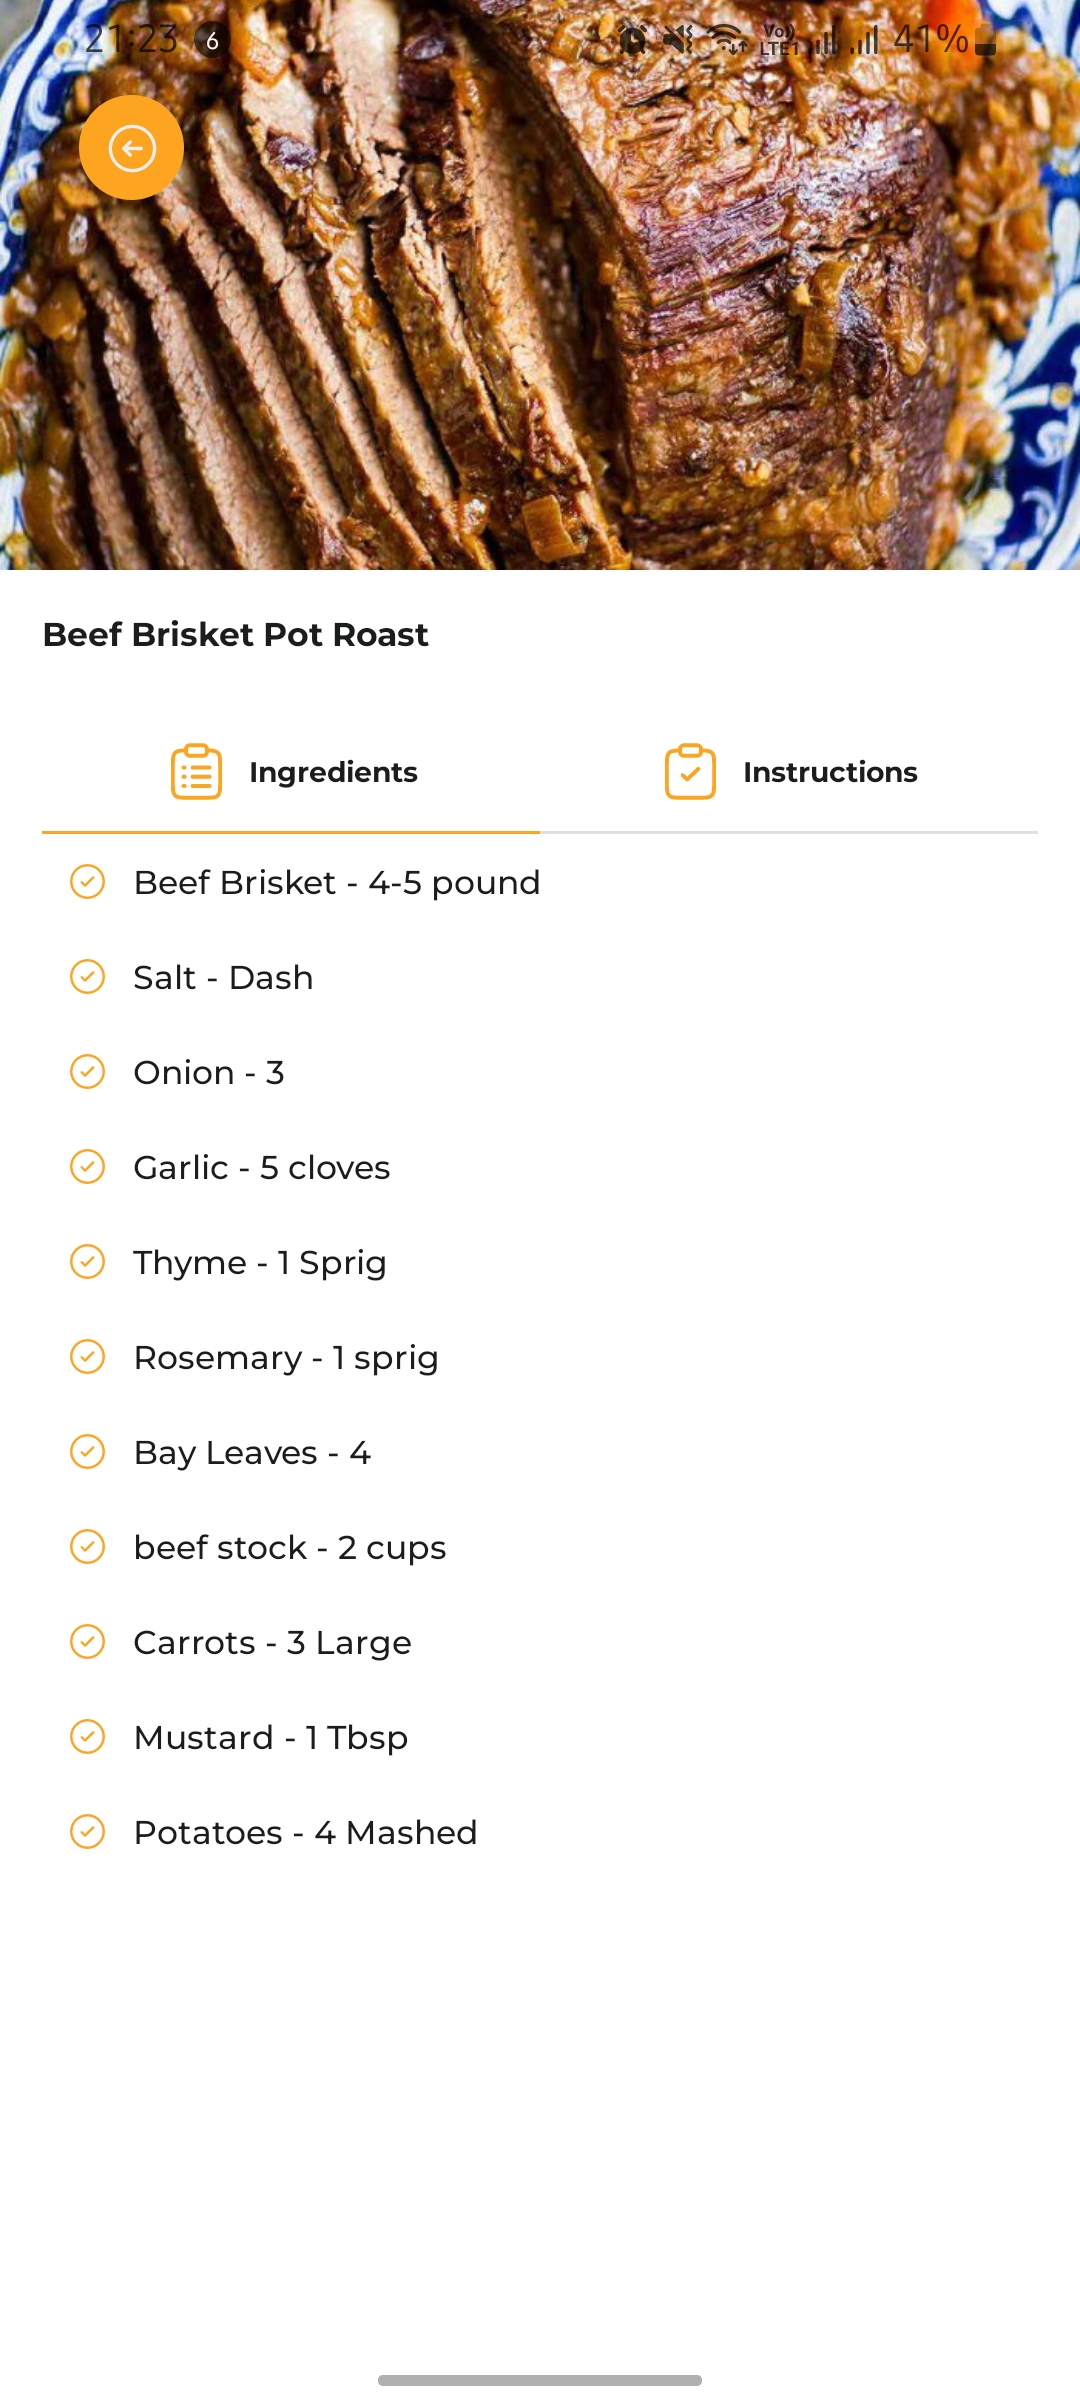 21:23 6 Vo) LTE1 41%
Beef Brisket Pot Roast
Ingredients Instructions
Beef Brisket - 4-5 pound
Salt - Dash
Onion - 3
Garlic - 5 cloves
Thyme - 1 Sprig
Rosemary - 1 sprig
Bay Leaves - 4
beef stock - 2 cups
Carrots - 3 Large
Mustard - 1 Tbsp
Potatoes - 4 Mashed